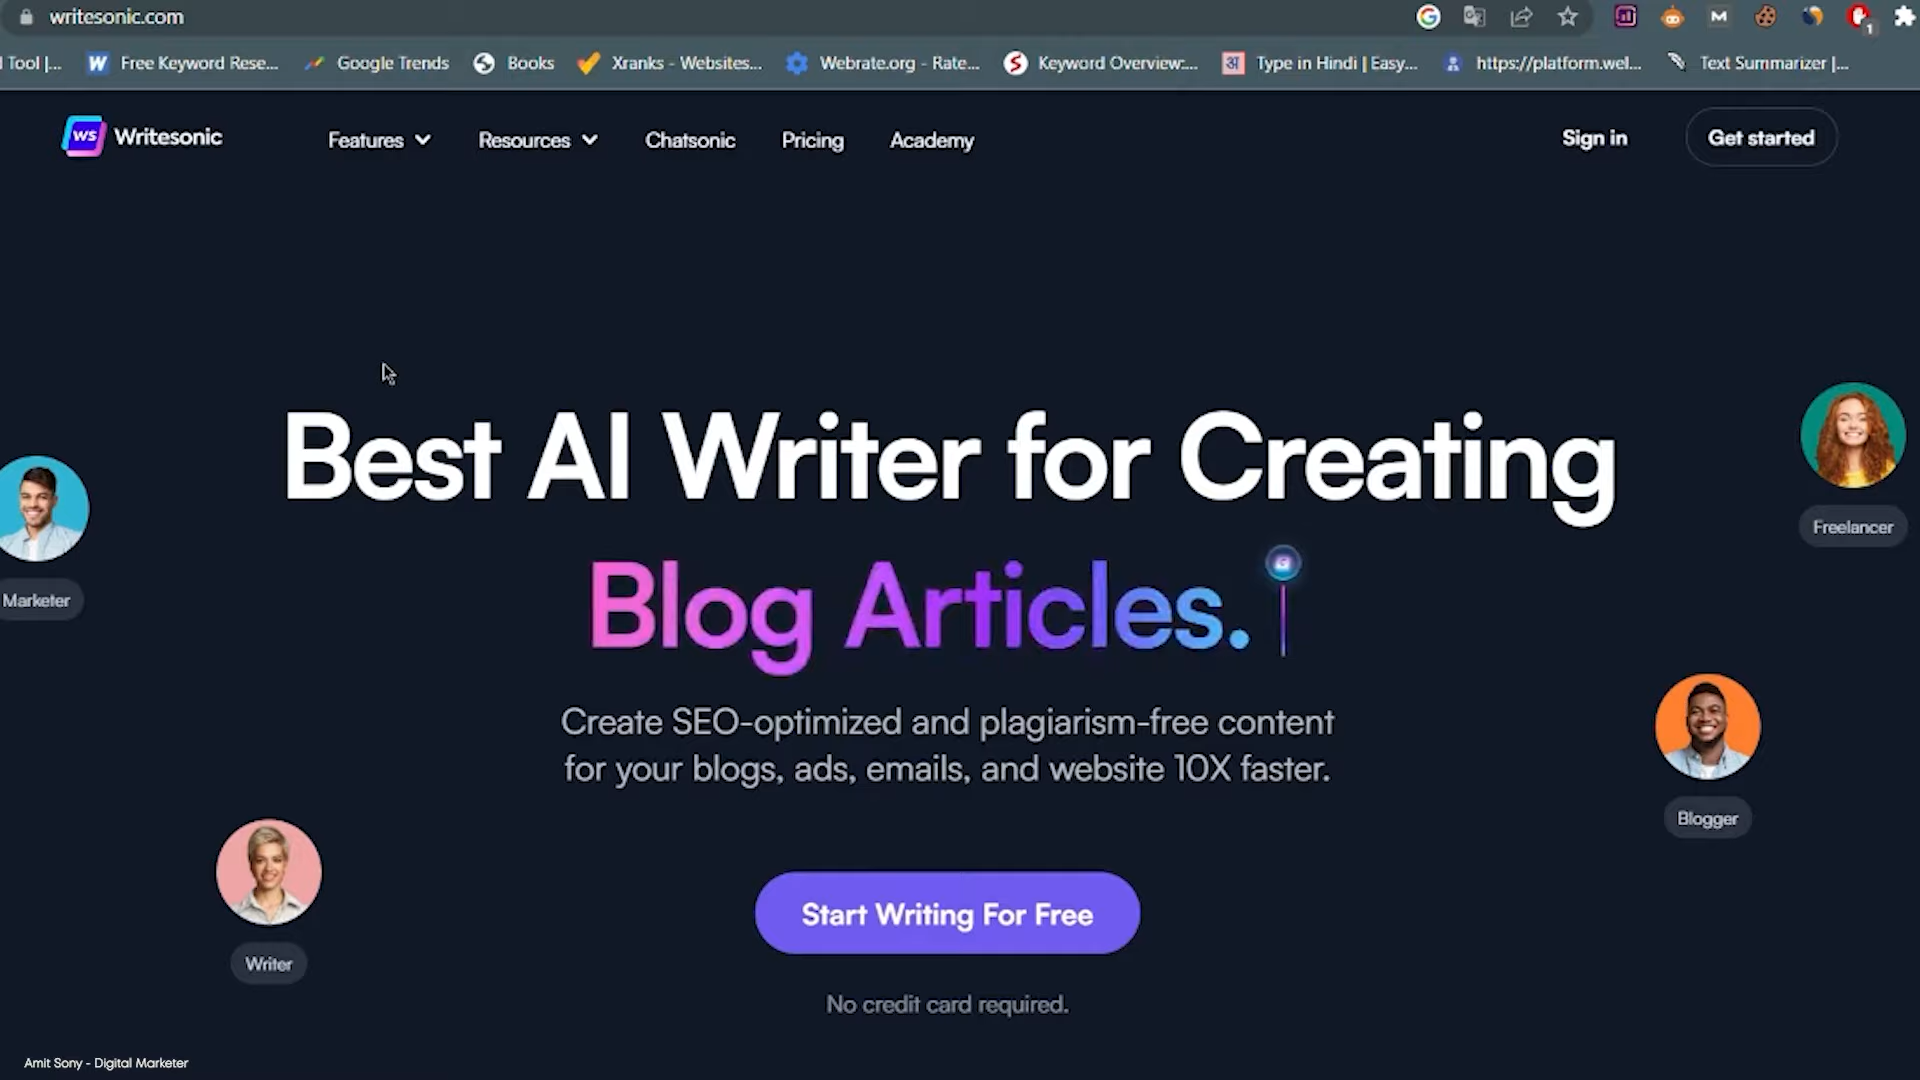 writesonic.com
Tool |... Free Keyword Rese... Google Trends Books Xranks - Websites... Webrate.org - Rate... Keyword Overview:... अ Type in Hindi | Easy... https://platform.wel... Text Summarizer |...
WS Writesonic Features Resources Chatsonic Pricing Academy Sign in Get started
Best AI Writer for Creating
Blog Articles.
Freelancer
Marketer
Create SEO-optimized and plagiarism-free content
for your blogs, ads, emails, and website 10X faster.
Blogger
Start Writing For Free
Writer
No credit card required.
Amit Sony - Digital Marketer